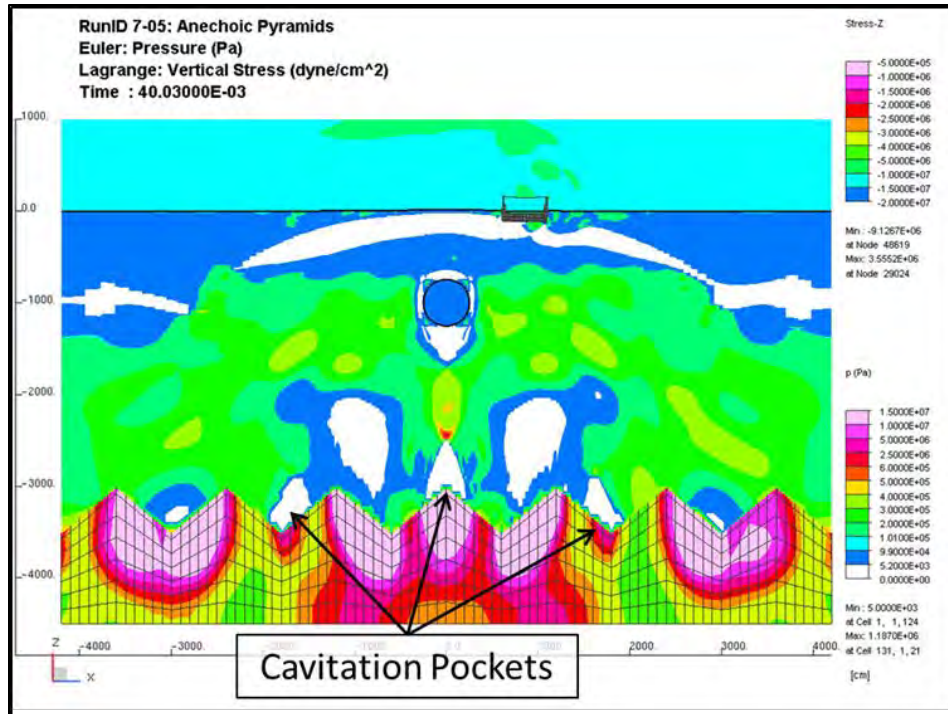 RunID 7-05: Anechoic Pyramids
Euler: Pressure (Pa)
Lagrange: Vertical Stress (dyne/cm^2)
Time : 40.03000E-03
Stress-Z
-5.0000E+05
-1.0000E+06
-1.5000E+06
-2.0000E+06
-2.5000E+06
-3.0000E+06
-4.0000E+06
-5.0000E+06
-1.0000E+07
-1.5000E+07
-2.0000E+07
Min : -9.1267E+06
at Node 48619
Max: 3.5552E+06
at Node 29024
p (Pa)
1.5000E+07
1.0000E+07
5.0000E+06
2.5000E+06
6.0000E+05
5.0000E+05
4.0000E+05
3.0000E+05
2.0000E+05
1.0100E+05
9.9000E+04
5.2000E+03
0.0000E+00
Min : 5.0000E+03
at Cell 1, 1,124
Max: 1.1870E+06
at Cell 131, 1,21
[cm]
1000.
0.0
-1000.
-2000.
-3000.
-4000.
Z
X
-4000.
-3000.
2000.
3000.
4000.
Cavitation Pockets